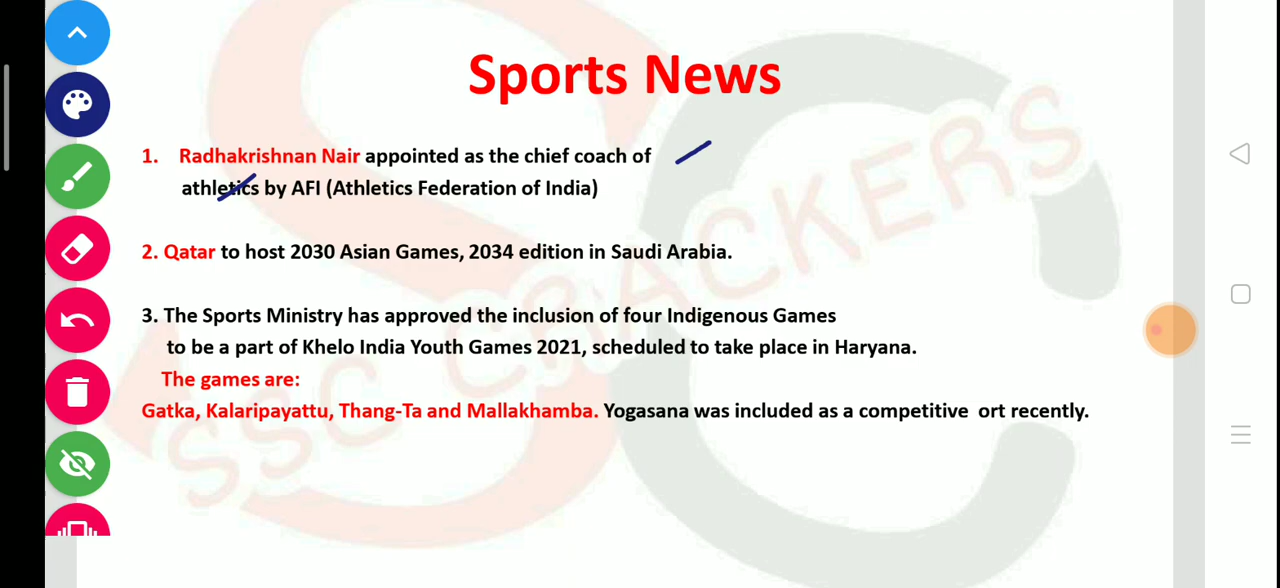 Sports News
1. Radhakrishnan Nair appointed as the chief coach of
athletics by AFI (Athletics Federation of India)
2. Qatar to host 2030 Asian Games, 2034 edition in Saudi Arabia.
3. The Sports Ministry has approved the inclusion of four Indigenous Games
to be a part of Khelo India Youth Games 2021, scheduled to take place in Haryana.
The games are:
Gatka, Kalaripayattu, Thang-Ta and Mallakhamba. Yogasana was included as a competitive ort recently.
SSC CRACKERS